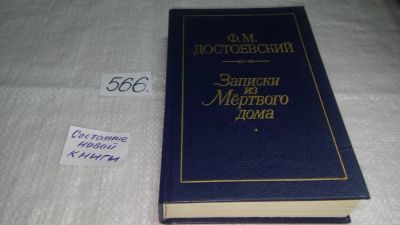 566.
Состояние
новой
книги
Ф. М.
ДОСТОЕВСКИЙ
Записки
из
Мёртвого
дома